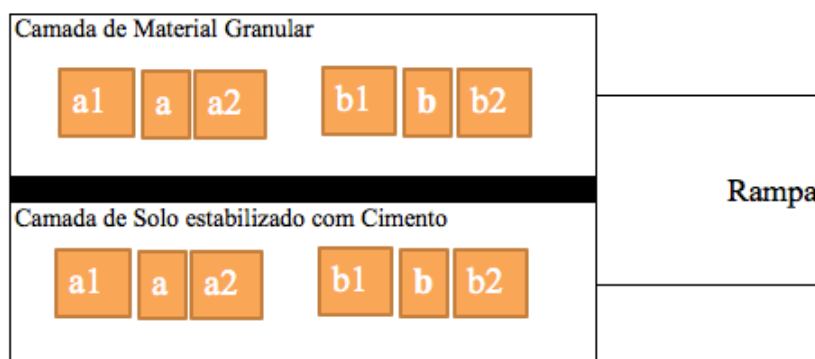 Camada de Material Granular
a1 a a2 b1 b b2
Rampa
Camada de Solo estabilizado com Cimento
a1 a a2 b1 b b2